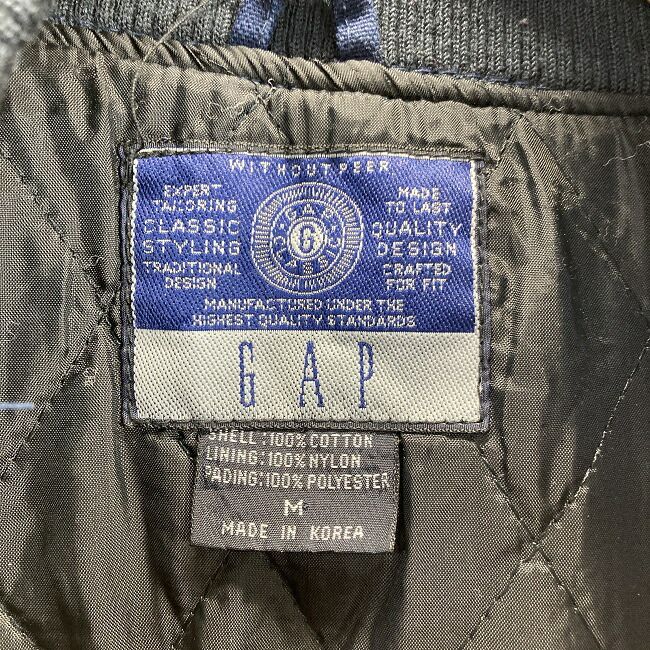 WITHOUT PEER
EXPERT
TAILORING
CLASSIC
STYLING
TRADITIONAL
DESIGN
GAP
G
MADE
TO LAST
QUALITY
DESIGN
CRAFTED
FOR FIT
MANUFACTURED UNDER THE
HIGHEST QUALITY STANDARDS
GAP
SHELL:100%COTTON
LINING:100%NYLON
PADING:100%POLYESTER
M
MADE IN KOREA